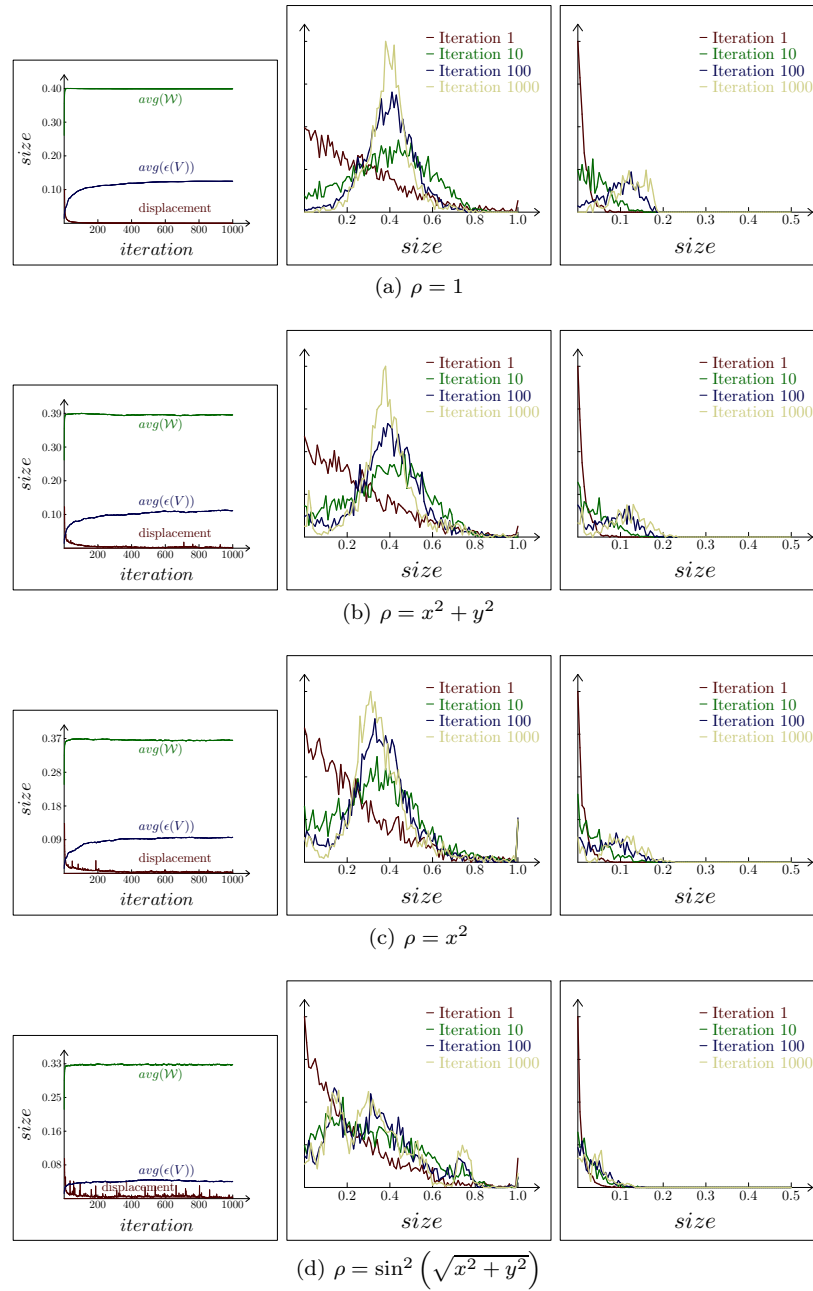 0.40
avg(𝒲)
0.30
0.20
avg(ϵ(V))
0.10
displacement
200 400 600 800 1000
size
iteration
Iteration 1
Iteration 10
Iteration 100
Iteration 1000
0.2 0.4 0.6 0.8 1.0
size
Iteration 1
Iteration 10
Iteration 100
Iteration 1000
0.1 0.2 0.3 0.4 0.5
size
(a) ρ = 1
0.39
avg(𝒲)
0.30
0.20
avg(ϵ(V))
0.10
displacement
200 400 600 800 1000
size
iteration
Iteration 1
Iteration 10
Iteration 100
Iteration 1000
0.2 0.4 0.6 0.8 1.0
size
Iteration 1
Iteration 10
Iteration 100
Iteration 1000
0.1 0.2 0.3 0.4 0.5
size
(b) ρ = x² + y²
0.37
avg(𝒲)
0.28
0.18
avg(ϵ(V))
0.09
displacement
200 400 600 800 1000
size
iteration
Iteration 1
Iteration 10
Iteration 100
Iteration 1000
0.2 0.4 0.6 0.8 1.0
size
Iteration 1
Iteration 10
Iteration 100
Iteration 1000
0.1 0.2 0.3 0.4 0.5
size
(c) ρ = x²
0.33
avg(𝒲)
0.25
0.16
avg(ϵ(V))
0.08
displacement
200 400 600 800 1000
size
iteration
Iteration 1
Iteration 10
Iteration 100
Iteration 1000
0.2 0.4 0.6 0.8 1.0
size
Iteration 1
Iteration 10
Iteration 100
Iteration 1000
0.1 0.2 0.3 0.4 0.5
size
(d) ρ = sin² (√(x² + y²))